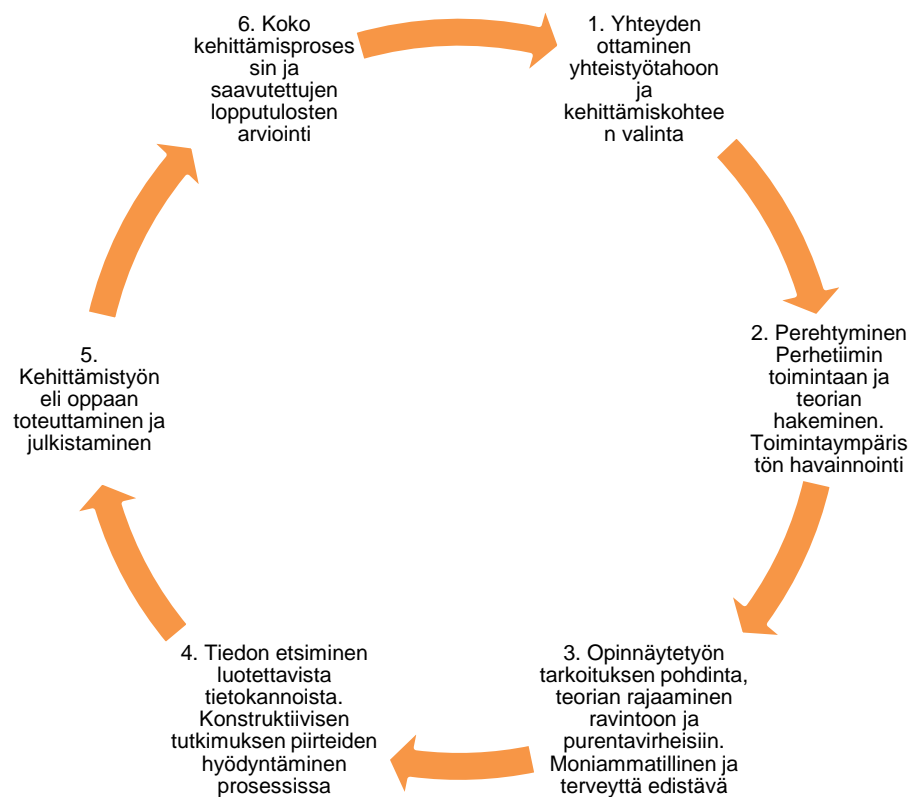 1. Yhteyden
ottaminen
yhteistyötahoon
ja
kehittämiskohtee
n valinta
2. Perehtyminen
Perhetiimin
toimintaan ja
teorian
hakeminen.
Toimintaympäris
tön havainnointi
3. Opinnäytetyön
tarkoituksen pohdinta,
teorian rajaaminen
ravintoon ja
purentavirheisiin.
Moniammatillinen ja
terveyttä edistävä
4. Tiedon etsiminen
luotettavista
tietokannoista.
Konstruktiivisen
tutkimuksen piirteiden
hyödyntäminen
prosessissa
5.
Kehittämistyön
eli oppaan
toteuttaminen ja
julkistaminen
6. Koko
kehittämisproses
sin ja
saavutettujen
lopputulosten
arviointi